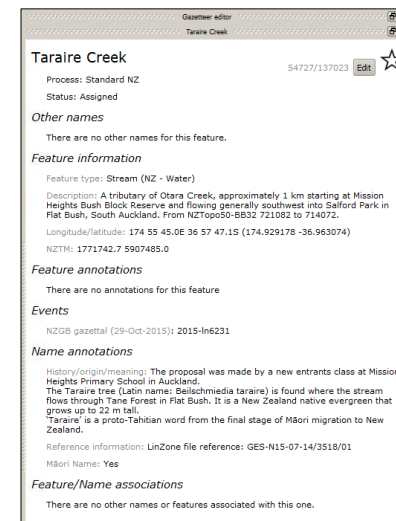 Gazetteer editor
Taraire Creek
Taraire Creek
54727/137023 Edit
Process: Standard NZ
Status: Assigned
Other names
There are no other names for this feature.
Feature information
Feature type: Stream (NZ - Water)
Description: A tributary of Otara Creek, approximately 1 km starting at Mission
Heights Bush Block Reserve and flowing generally southwest into Salford Park in
Flat Bush, South Auckland. From NZTopo50-BB32 721082 to 714072.
Longitude/latitude: 174 55 45.0E 36 57 47.1S (174.929178 -36.963074)
NZTM: 1771742.7 5907485.0
Feature annotations
There are no annotations for this feature
Events
NZGB gazettal (29-Oct-2015): 2015-ln6231
Name annotations
History/origin/meaning: The proposal was made by a new entrants class at Mission
Heights Primary School in Auckland.
The Taraire tree (Latin name: Beilschmiedia taraire) is found where the stream
flows through Tane Forest in Flat Bush. It is a New Zealand native evergreen that
grows up to 22 m tall.
'Taraire' is a proto-Tahitian word from the final stage of Māori migration to New
Zealand.
Reference information: LinZone file reference: GES-N15-07-14/3518/01
Māori Name: Yes
Feature/Name associations
There are no other names or features associated with this one.